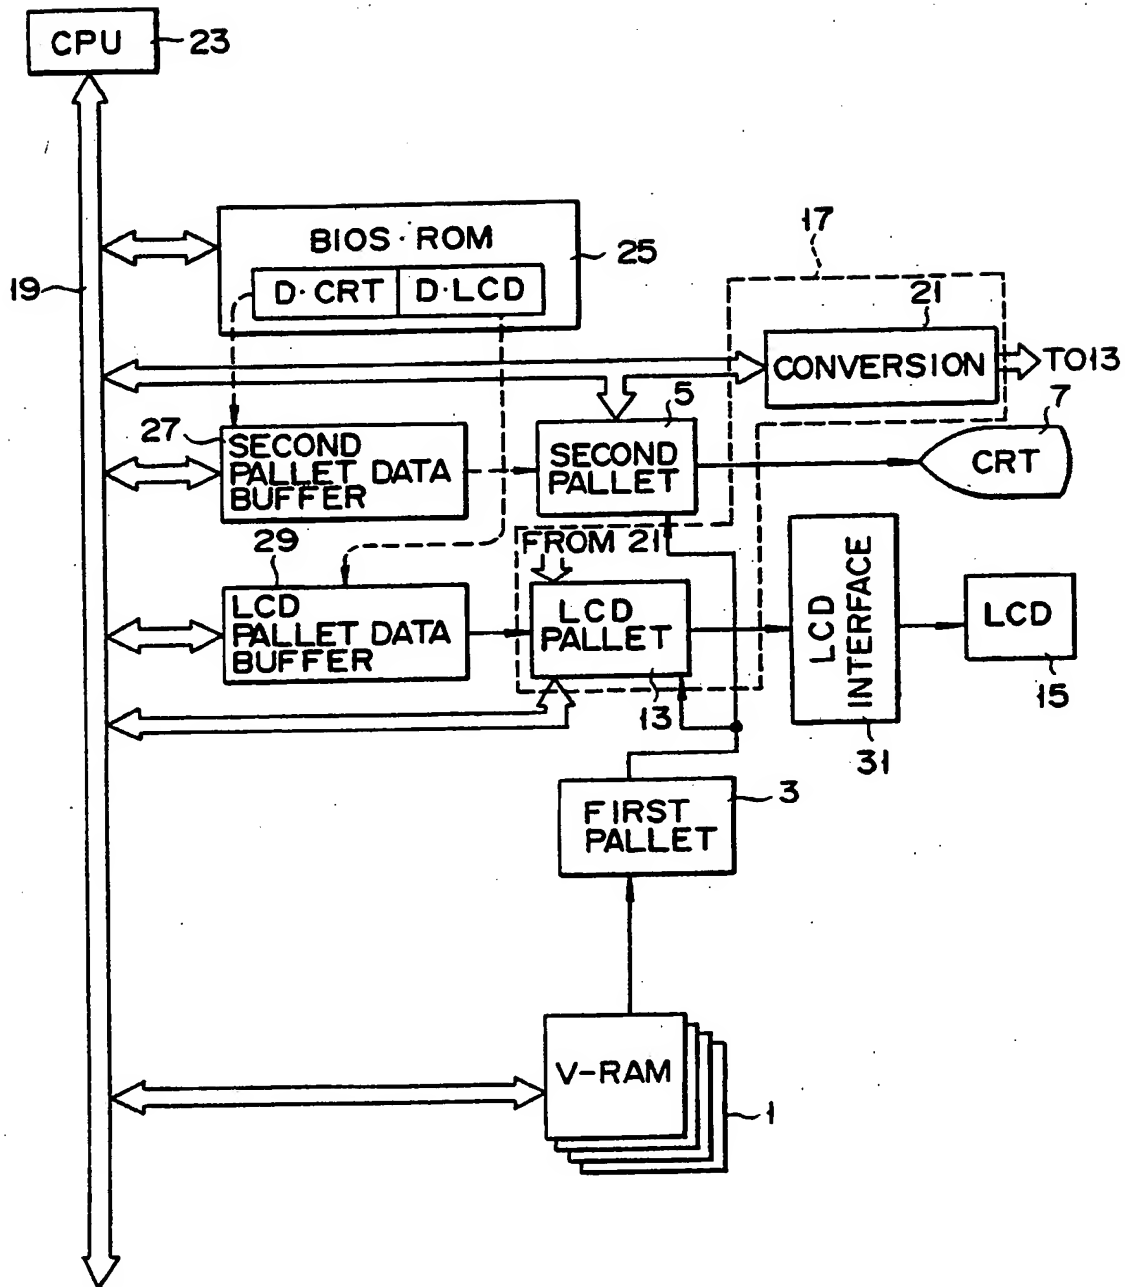 CPU
23
BIOS·ROM
D·CRT
D·LCD
25
17
19
21
CONVERSION
TO13
5
7
27
SECOND
PALLET DATA
BUFFER
SECOND
PALLET
CRT
29
FROM 21
LCD
PALLET DATA
BUFFER
LCD
PALLET
LCD
INTERFACE
LCD
13
15
31
FIRST
PALLET
3
V-RAM
1